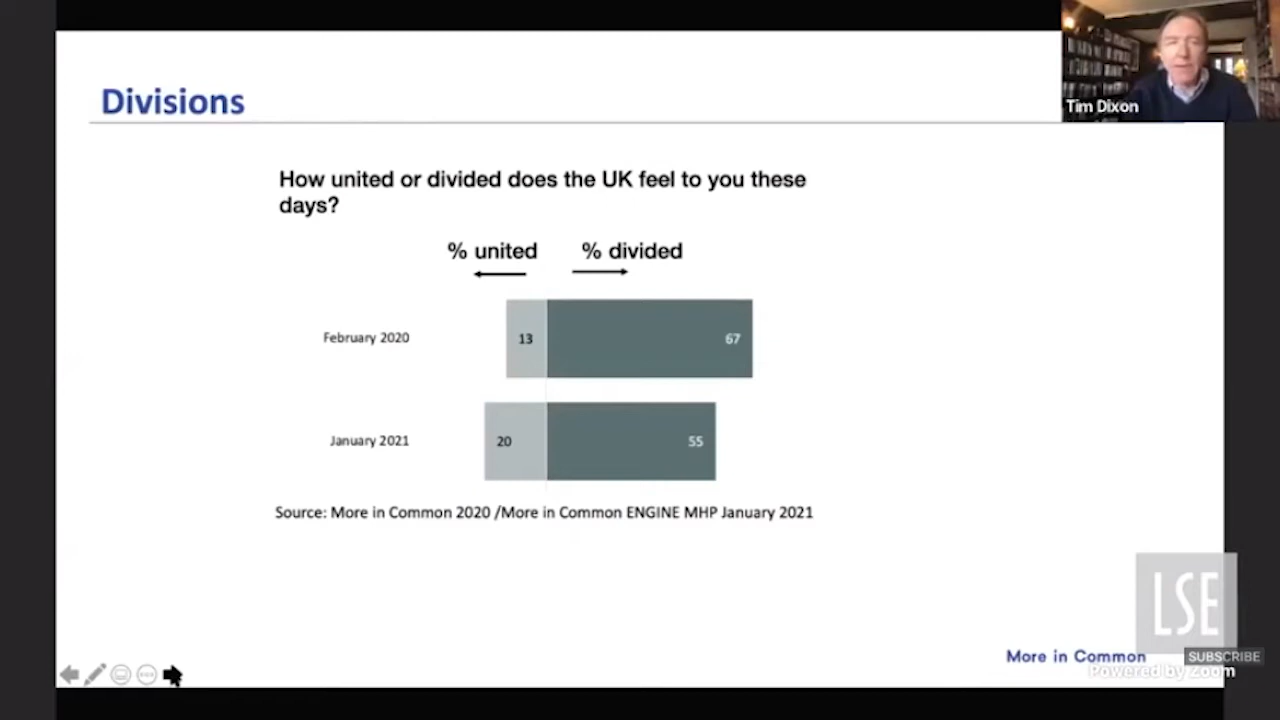 Divisions
Tim Dixon
How united or divided does the UK feel to you these
days?
% united
% divided
February 2020
13
67
January 2021
20
55
Source: More in Common 2020 /More in Common ENGINE MHP January 2021
LSE
More in Common
SUBSCRIBE
Powered by Zoom